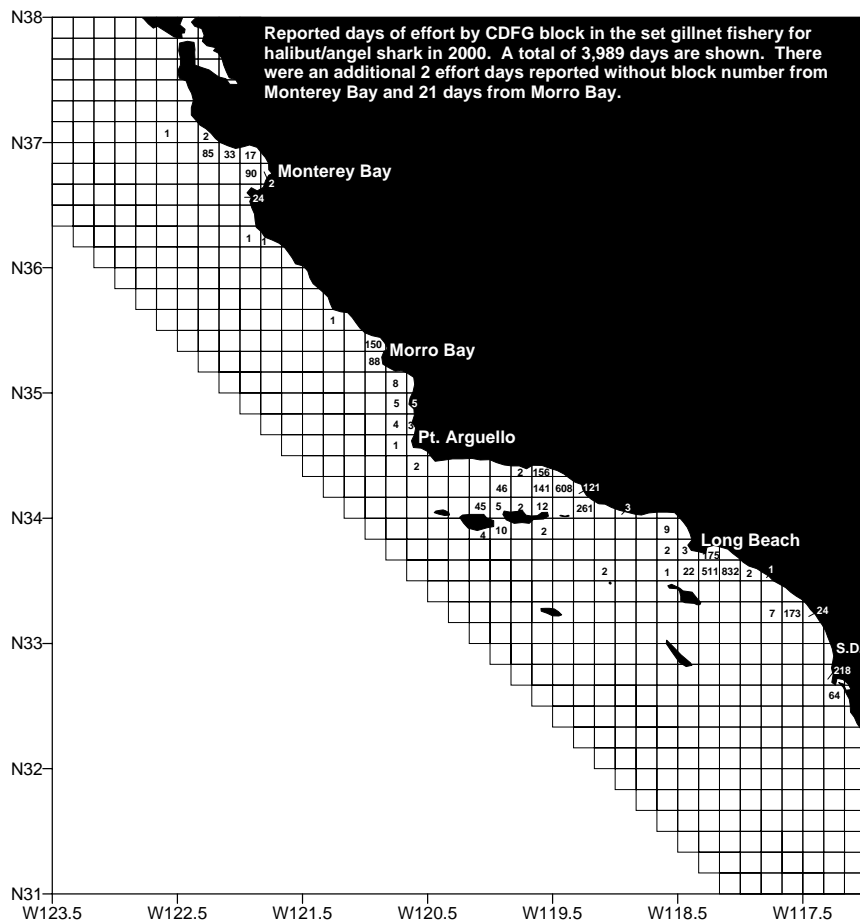 N38
Reported days of effort by CDFG block in the set gillnet fishery for
halibut/angel shark in 2000. A total of 3,989 days are shown. There
were an additional 2 effort days reported without block number from
Monterey Bay and 21 days from Morro Bay.
1
2
N37
85 33 17
90 Monterey Bay
2
24
1 1
N36
1
150
Morro Bay
88
8
N35
5 5
4 3
Pt. Arguello
1
2
2 156
46 141 608 121
45 5 2 12 261 3
N34
4 10 2 9
Long Beach
2 3 175
2 1 22 511 832 2 1
7 173 24
N33
S.D.
218
64
N32
N31
W123.5 W122.5 W121.5 W120.5 W119.5 W118.5 W117.5